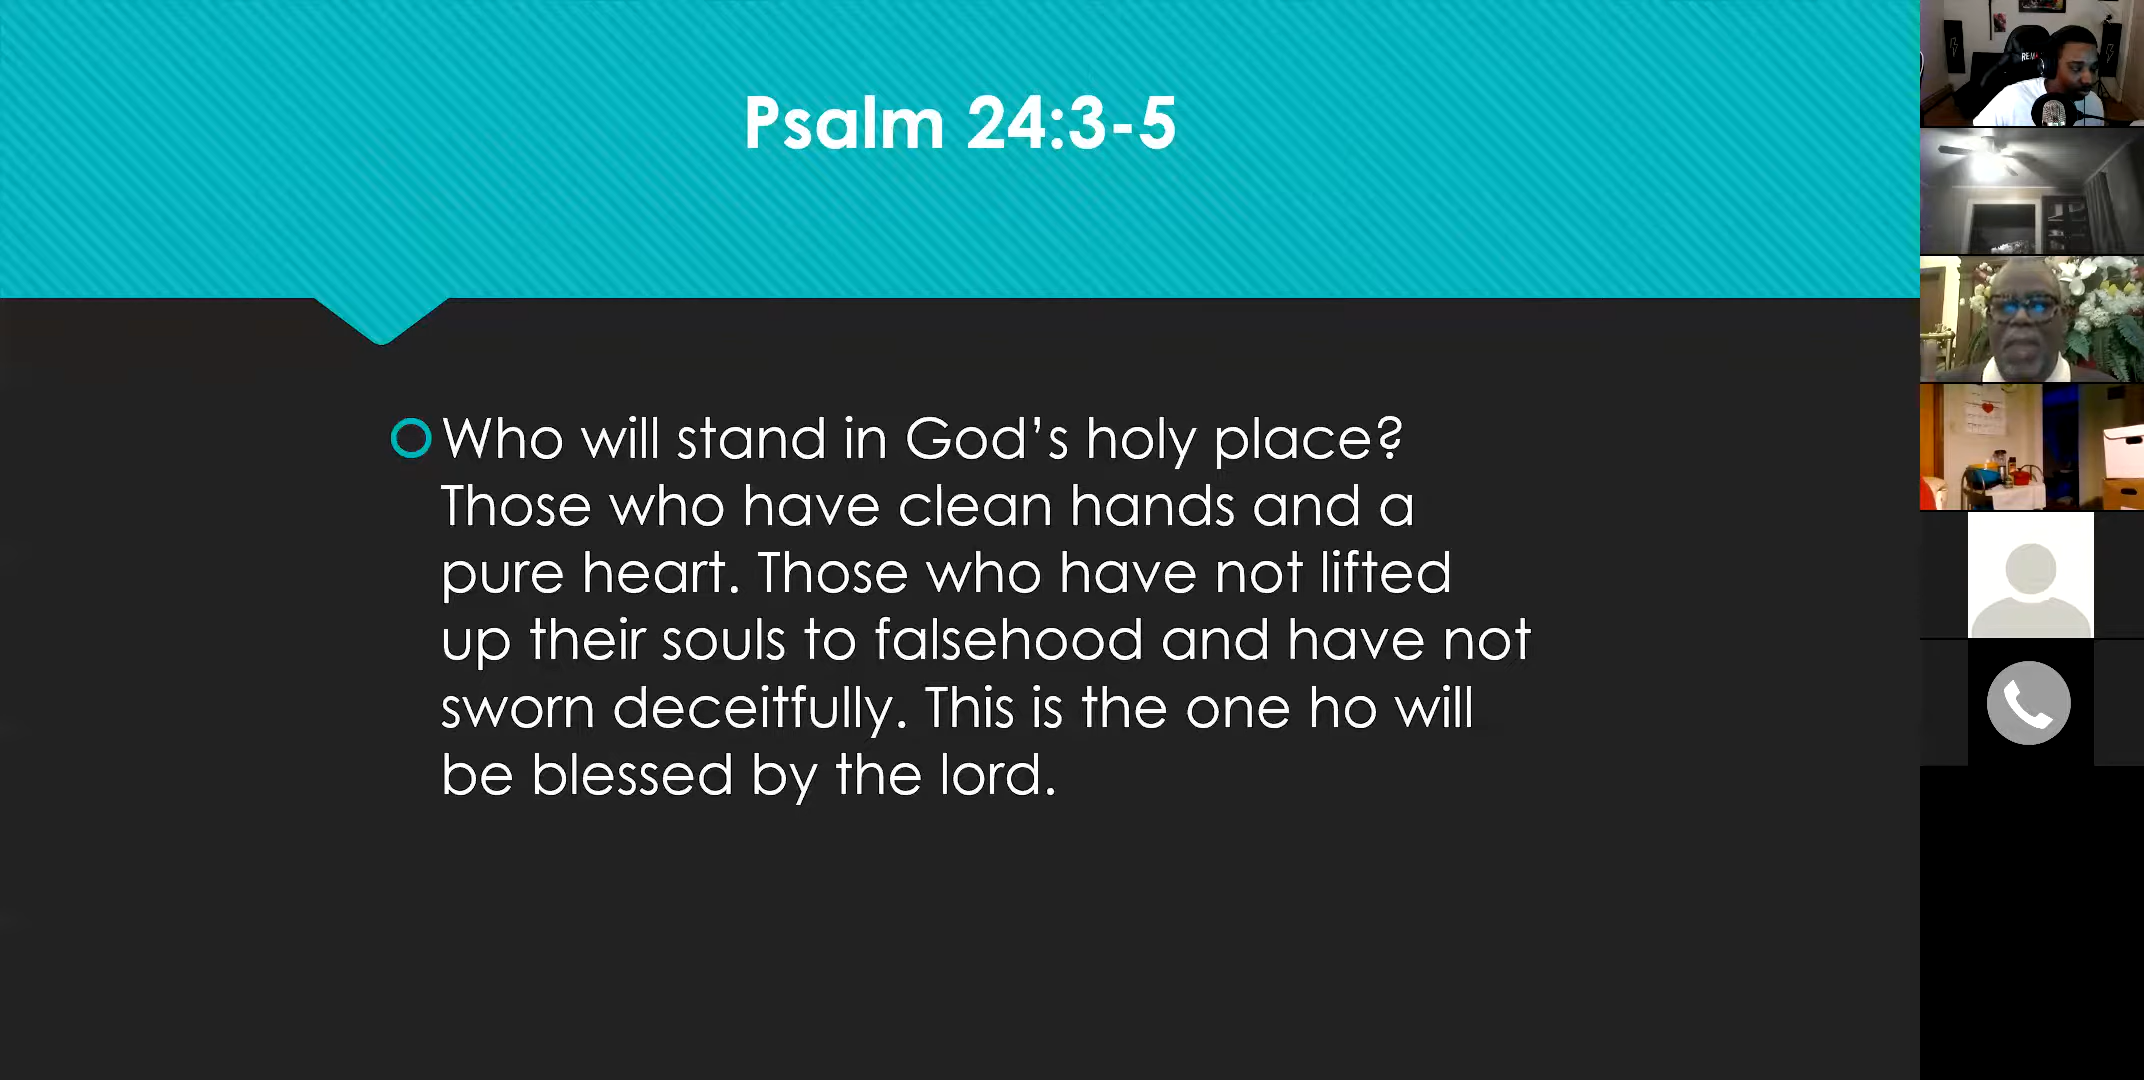 Psalm 24:3-5
Who will stand in God’s holy place?
Those who have clean hands and a
pure heart. Those who have not lifted
up their souls to falsehood and have not
sworn deceitfully. This is the one ho will
be blessed by the lord.